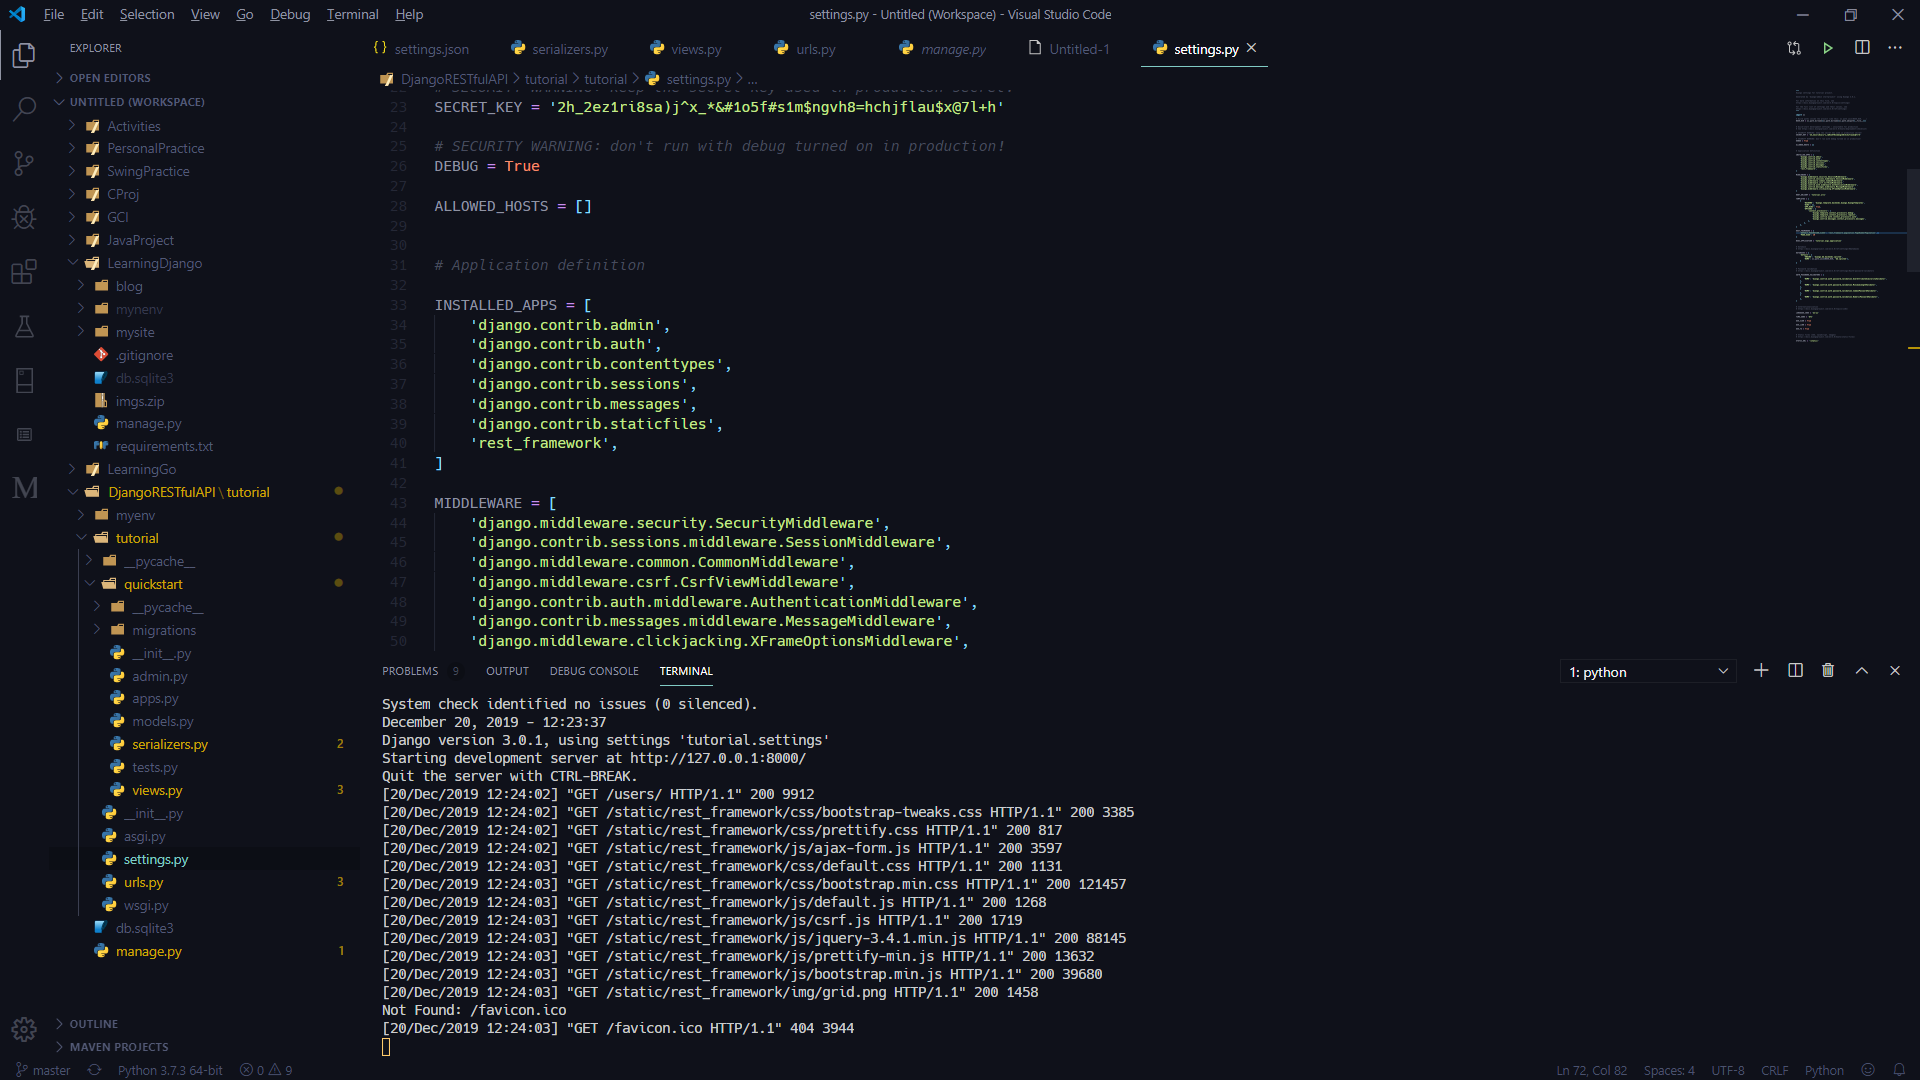 File Edit Selection View Go Debug Terminal Help
settings.py - Untitled (Workspace) - Visual Studio Code
EXPLORER
OPEN EDITORS
UNTITLED (WORKSPACE)
Activities
PersonalPractice
SwingPractice
CProj
GCI
JavaProject
LearningDjango
blog
mynenv
mysite
.gitignore
db.sqlite3
imgs.zip
manage.py
requirements.txt
LearningGo
DjangoRESTfulAPI \ tutorial
myenv
tutorial
__pycache__
quickstart
__pycache__
migrations
__init__.py
admin.py
apps.py
models.py
serializers.py 2
tests.py
views.py 3
__init__.py
asgi.py
settings.py
urls.py 3
wsgi.py
db.sqlite3
manage.py 1
OUTLINE
MAVEN PROJECTS
{} settings.json serializers.py views.py urls.py manage.py Untitled-1 settings.py
DjangoRESTfulAPI > tutorial > tutorial > settings.py > ...
22 # SECURITY WARNING: keep the secret key used in production secret!
23 SECRET_KEY = '2h_2ez1ri8sa)j^x_*&#1o5f#s1m$ngvh8=hchjflau$x@7l+h'
24
25 # SECURITY WARNING: don't run with debug turned on in production!
26 DEBUG = True
27
28 ALLOWED_HOSTS = []
29
30
31 # Application definition
32
33 INSTALLED_APPS = [
34 'django.contrib.admin',
35 'django.contrib.auth',
36 'django.contrib.contenttypes',
37 'django.contrib.sessions',
38 'django.contrib.messages',
39 'django.contrib.staticfiles',
40 'rest_framework',
41 ]
42
43 MIDDLEWARE = [
44 'django.middleware.security.SecurityMiddleware',
45 'django.contrib.sessions.middleware.SessionMiddleware',
46 'django.middleware.common.CommonMiddleware',
47 'django.middleware.csrf.CsrfViewMiddleware',
48 'django.contrib.auth.middleware.AuthenticationMiddleware',
49 'django.contrib.messages.middleware.MessageMiddleware',
50 'django.middleware.clickjacking.XFrameOptionsMiddleware',
PROBLEMS 9 OUTPUT DEBUG CONSOLE TERMINAL
1: python
System check identified no issues (0 silenced).
December 20, 2019 - 12:23:37
Django version 3.0.1, using settings 'tutorial.settings'
Starting development server at http://127.0.0.1:8000/
Quit the server with CTRL-BREAK.
[20/Dec/2019 12:24:02] "GET /users/ HTTP/1.1" 200 9912
[20/Dec/2019 12:24:02] "GET /static/rest_framework/css/bootstrap-tweaks.css HTTP/1.1" 200 3385
[20/Dec/2019 12:24:02] "GET /static/rest_framework/css/prettify.css HTTP/1.1" 200 817
[20/Dec/2019 12:24:02] "GET /static/rest_framework/js/ajax-form.js HTTP/1.1" 200 3597
[20/Dec/2019 12:24:03] "GET /static/rest_framework/css/default.css HTTP/1.1" 200 1131
[20/Dec/2019 12:24:03] "GET /static/rest_framework/css/bootstrap.min.css HTTP/1.1" 200 121457
[20/Dec/2019 12:24:03] "GET /static/rest_framework/js/default.js HTTP/1.1" 200 1268
[20/Dec/2019 12:24:03] "GET /static/rest_framework/js/csrf.js HTTP/1.1" 200 1719
[20/Dec/2019 12:24:03] "GET /static/rest_framework/js/jquery-3.4.1.min.js HTTP/1.1" 200 88145
[20/Dec/2019 12:24:03] "GET /static/rest_framework/js/prettify-min.js HTTP/1.1" 200 13632
[20/Dec/2019 12:24:03] "GET /static/rest_framework/js/bootstrap.min.js HTTP/1.1" 200 39680
[20/Dec/2019 12:24:03] "GET /static/rest_framework/img/grid.png HTTP/1.1" 200 1458
Not Found: /favicon.ico
[20/Dec/2019 12:24:03] "GET /favicon.ico HTTP/1.1" 404 3944
master Python 3.7.3 64-bit 0 9
Ln 72, Col 82 Spaces: 4 UTF-8 CRLF Python